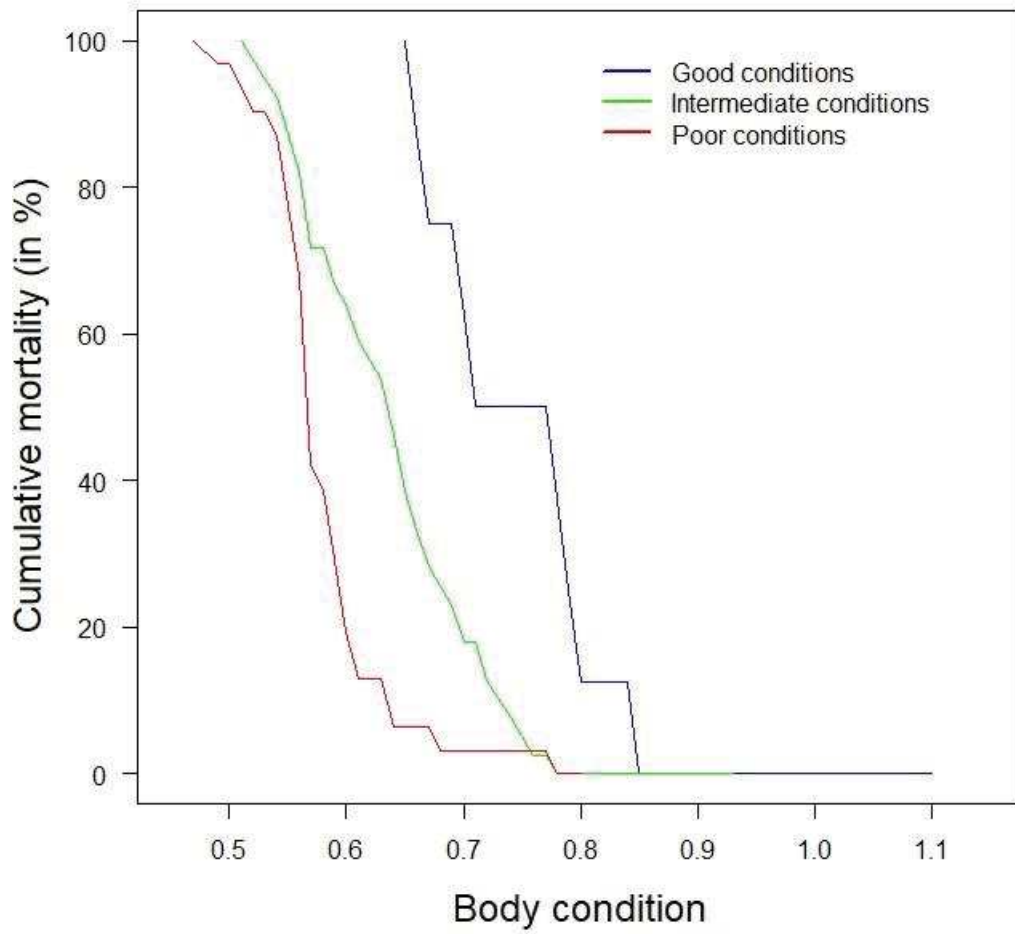 100
80
60
40
20
0
Cumulative mortality (in %)
Good conditions
Intermediate conditions
Poor conditions
0.5 0.6 0.7 0.8 0.9 1.0 1.1
Body condition